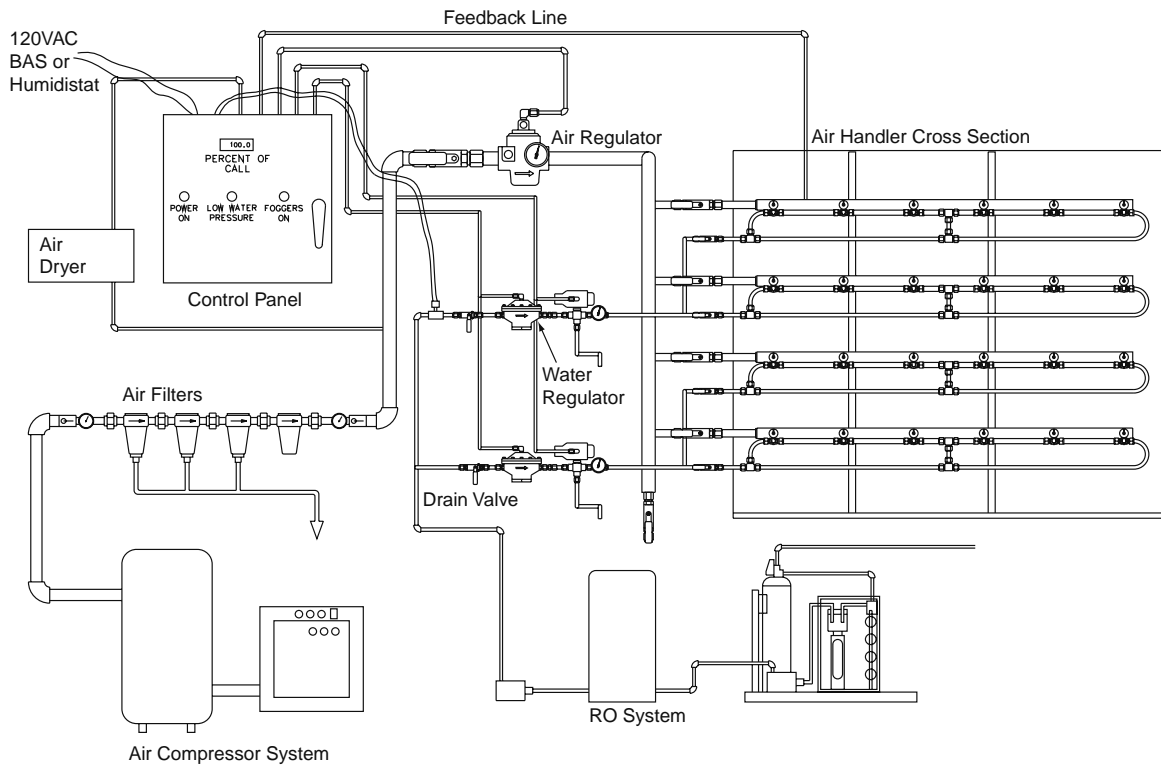 Feedback Line
120VAC
BAS or
Humidistat
Air Regulator
Air Handler Cross Section
100.0
PERCENT OF
CALL
POWER
ON
LOW WATER
PRESSURE
FOGGERS
ON
Air
Dryer
Control Panel
Water
Regulator
Air Filters
Drain Valve
RO System
Air Compressor System